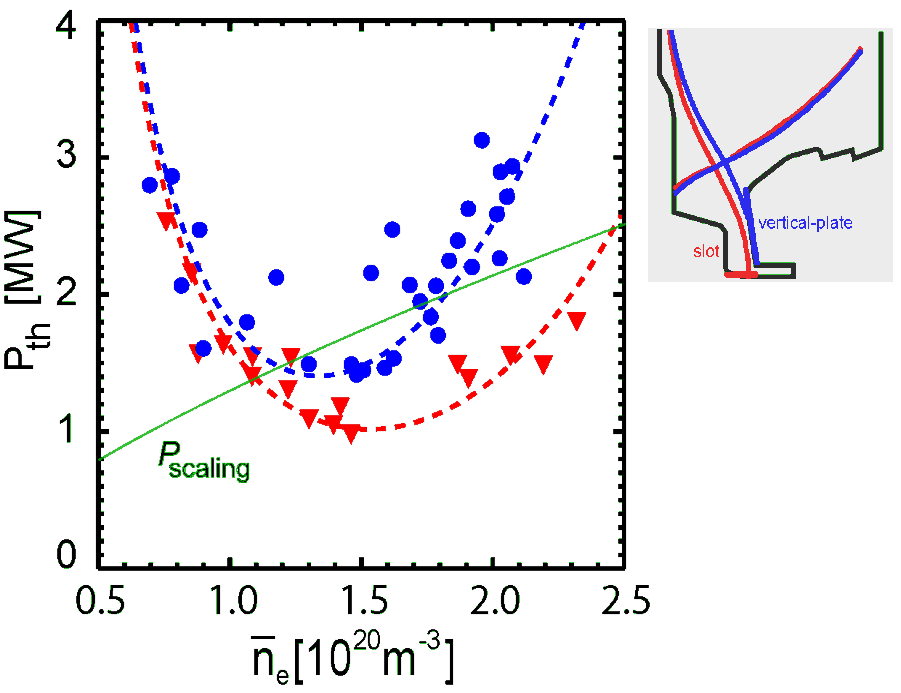 4
3
2
1
0
P_th [MW]
P_scaling
0.5 1.0 1.5 2.0 2.5
n̅_e[10^20m^-3]
vertical-plate
slot